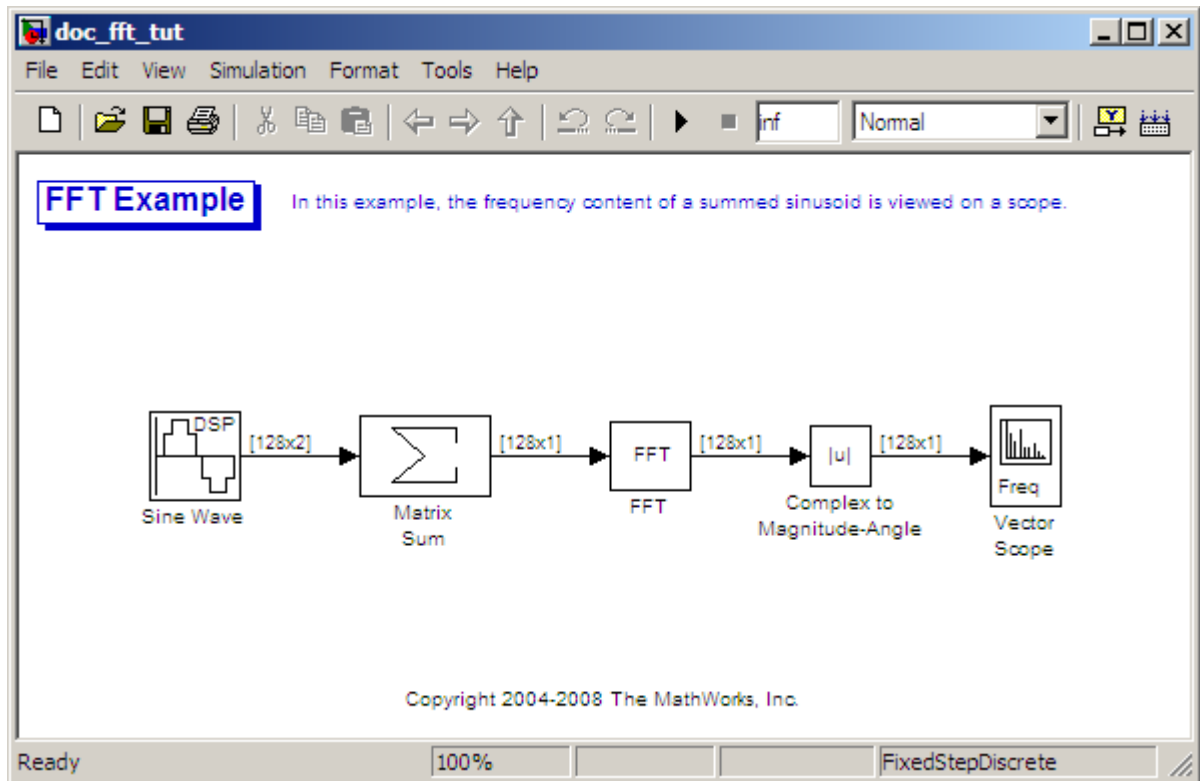 doc_fft_tut
File Edit View Simulation Format Tools Help
inf Normal
FFT Example
In this example, the frequency content of a summed sinusoid is viewed on a scope.
DSP
[128x2]
[128x1]
FFT
[128x1]
|u|
[128x1]
Freq
Sine Wave
Matrix
Sum
FFT
Complex to
Magnitude-Angle
Vector
Scope
Copyright 2004-2008 The MathWorks, Inc.
Ready 100% FixedStepDiscrete